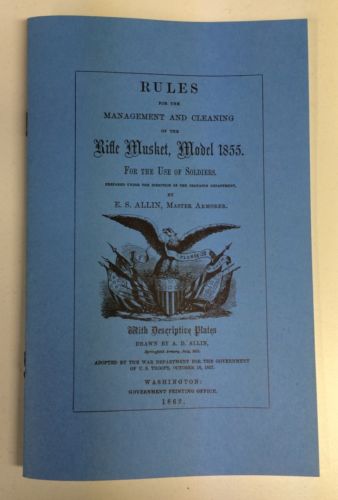 RULES
FOR THE
MANAGEMENT AND CLEANING
OF THE
Rifle Musket, Model 1855.
FOR THE USE OF SOLDIERS.
PREPARED UNDER THE DIRECTION OF THE ORDNANCE DEPARTMENT,
BY
E. S. ALLIN, MASTER ARMORER.
With Descriptive Plates
DRAWN BY A. D. ALLIN,
ADOPTED BY THE WAR DEPARTMENT FOR THE GOVERNMENT
OF U. S. TROOPS, OCTOBER 18, 1857.
WASHINGTON:
GOVERNMENT PRINTING OFFICE.
1862.